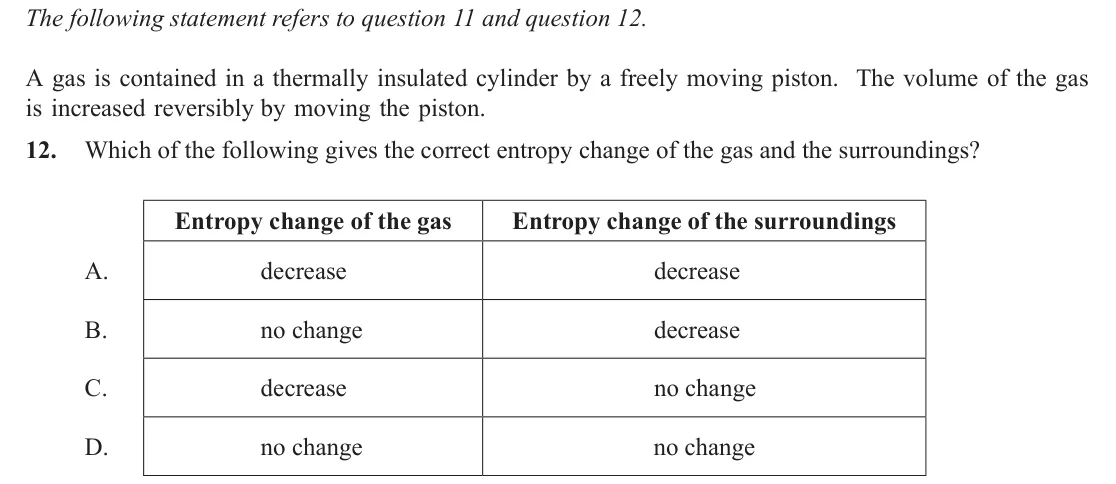 The following statement refers to question 11 and question 12.
A gas is contained in a thermally insulated cylinder by a freely moving piston. The volume of the gas
is increased reversibly by moving the piston.
12. Which of the following gives the correct entropy change of the gas and the surroundings?
Entropy change of the gas Entropy change of the surroundings
A. decrease decrease
B. no change decrease
C. decrease no change
D. no change no change